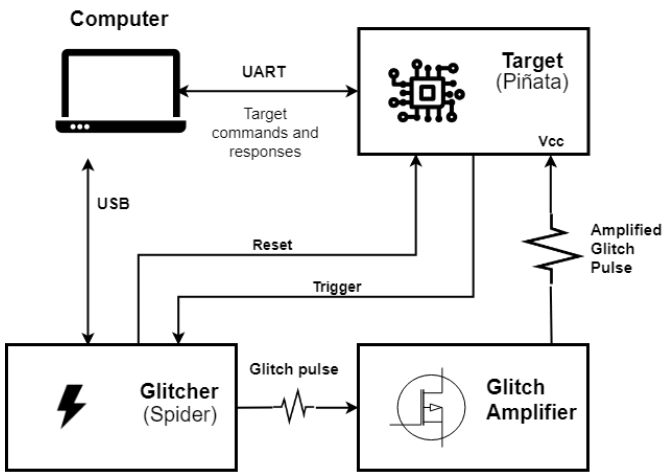 Computer
UART
Target
commands and
responses
Target
(Piñata)
Vcc
USB
Reset
Trigger
Amplified
Glitch
Pulse
Glitcher
(Spider)
Glitch pulse
Glitch
Amplifier